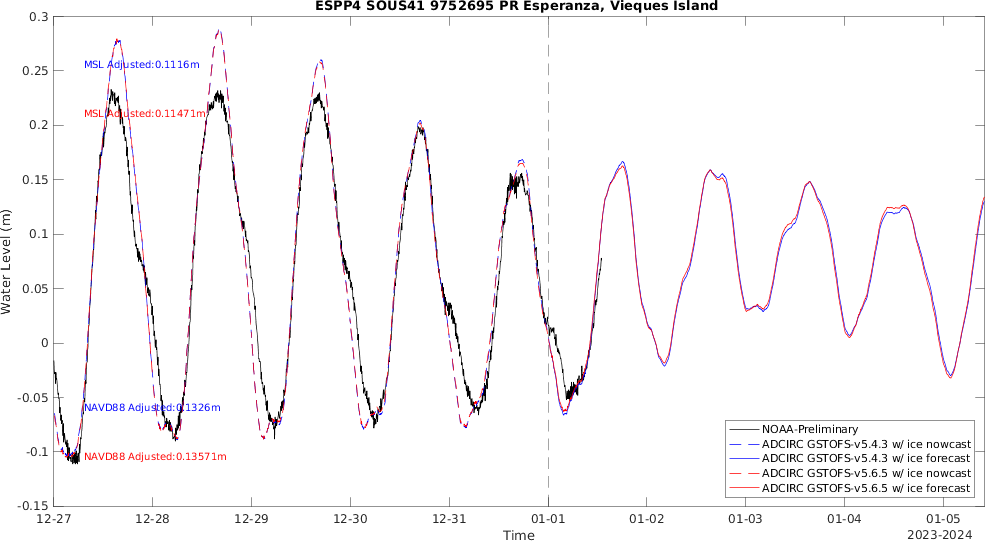 ESPP4 SOUS41 9752695 PR Esperanza, Vieques Island
0.3
0.25
0.2
0.15
0.1
0.05
0
-0.05
-0.1
-0.15
Water Level (m)
MSL Adjusted:0.1116m
MSL Adjusted:0.11471m
NAVD88 Adjusted:0.1326m
NAVD88 Adjusted:0.13571m
NOAA-Preliminary
ADCIRC GSTOFS-v5.4.3 w/ ice nowcast
ADCIRC GSTOFS-v5.4.3 w/ ice forecast
ADCIRC GSTOFS-v5.6.5 w/ ice nowcast
ADCIRC GSTOFS-v5.6.5 w/ ice forecast
12-27 12-28 12-29 12-30 12-31 01-01 01-02 01-03 01-04 01-05
Time
2023-2024